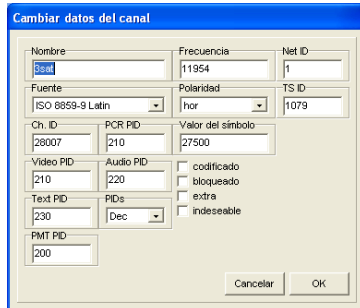 Cambiar datos del canal
Nombre Frecuencia Net ID
3sat 11954 1
Fuente Polaridad TS ID
ISO 8859-9 Latin hor 1079
Ch. ID PCR PID Valor del símbolo
28007 210 27500
Video PID Audio PID
codificado
210 220
bloqueado
Text PID PIDs
extra
230 Dec
indeseable
PMT PID
200
Cancelar OK